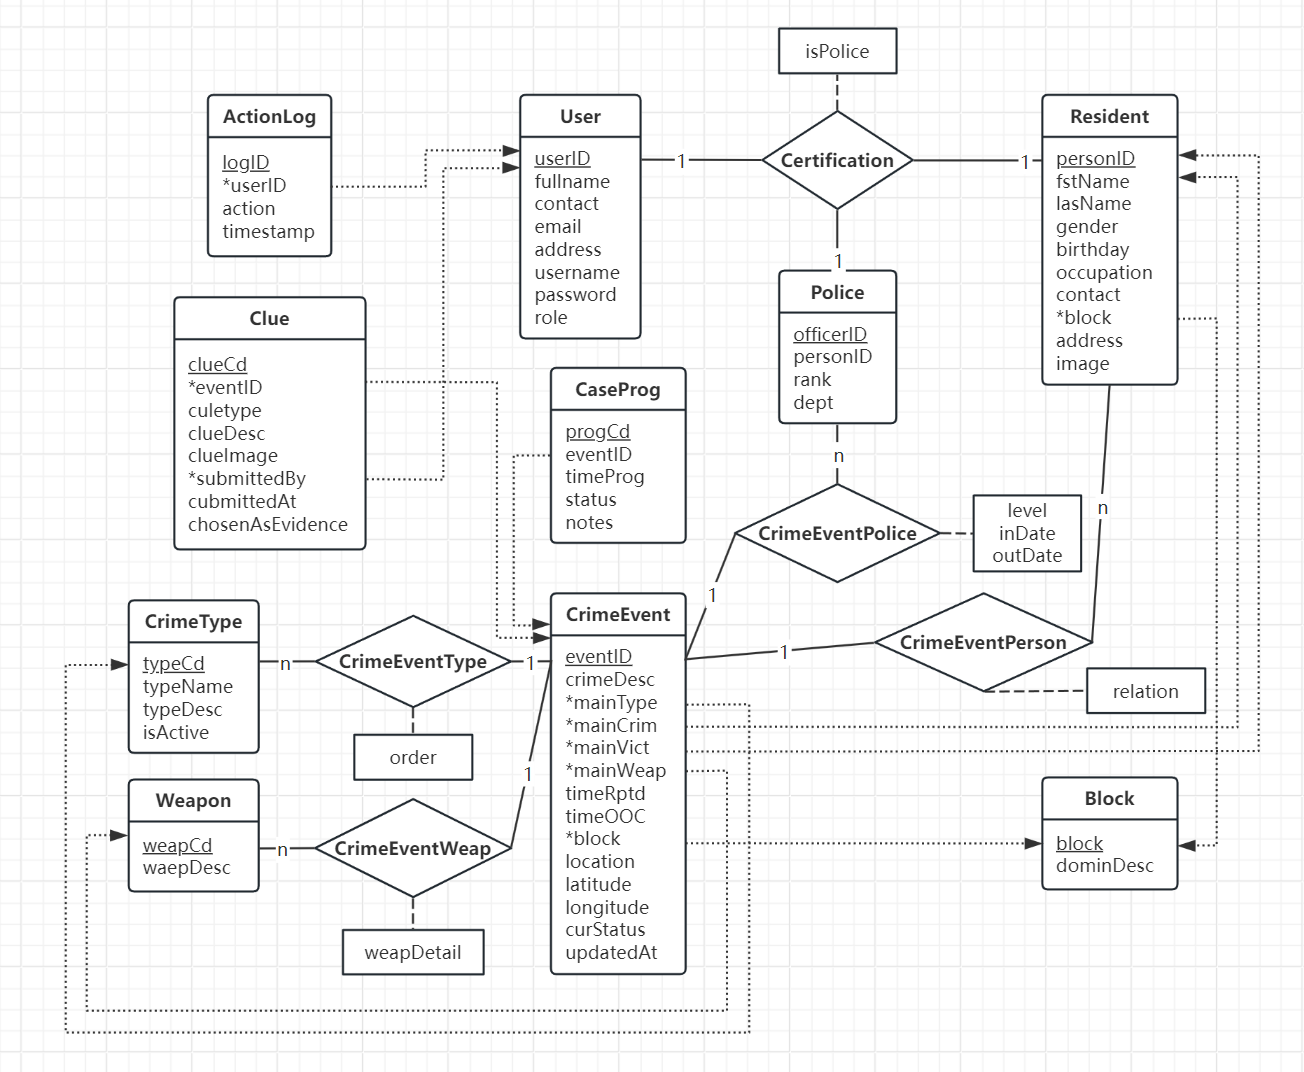 isPolice
ActionLog
logID
*userID
action
timestamp
User
userID
fullname
contact
email
address
username
password
role
1
Certification
1
1
Resident
personID
fstName
lasName
gender
birthday
occupation
contact
*block
address
image
Police
officerID
personID
rank
dept
Clue
clueCd
*eventID
culetype
clueDesc
clueImage
*submittedBy
cubmittedAt
chosenAsEvidence
CaseProg
progCd
eventID
timeProg
status
notes
n
CrimeEventPolice
level
inDate
outDate
n
1
CrimeType
typeCd
typeName
typeDesc
isActive
n
CrimeEventType
1
order
CrimeEvent
eventID
crimeDesc
*mainType
*mainCrim
*mainVict
*mainWeap
timeRptd
timeOOC
*block
location
latitude
longitude
curStatus
updatedAt
1
CrimeEventPerson
relation
Weapon
weapCd
waepDesc
n
CrimeEventWeap
1
weapDetail
Block
block
dominDesc